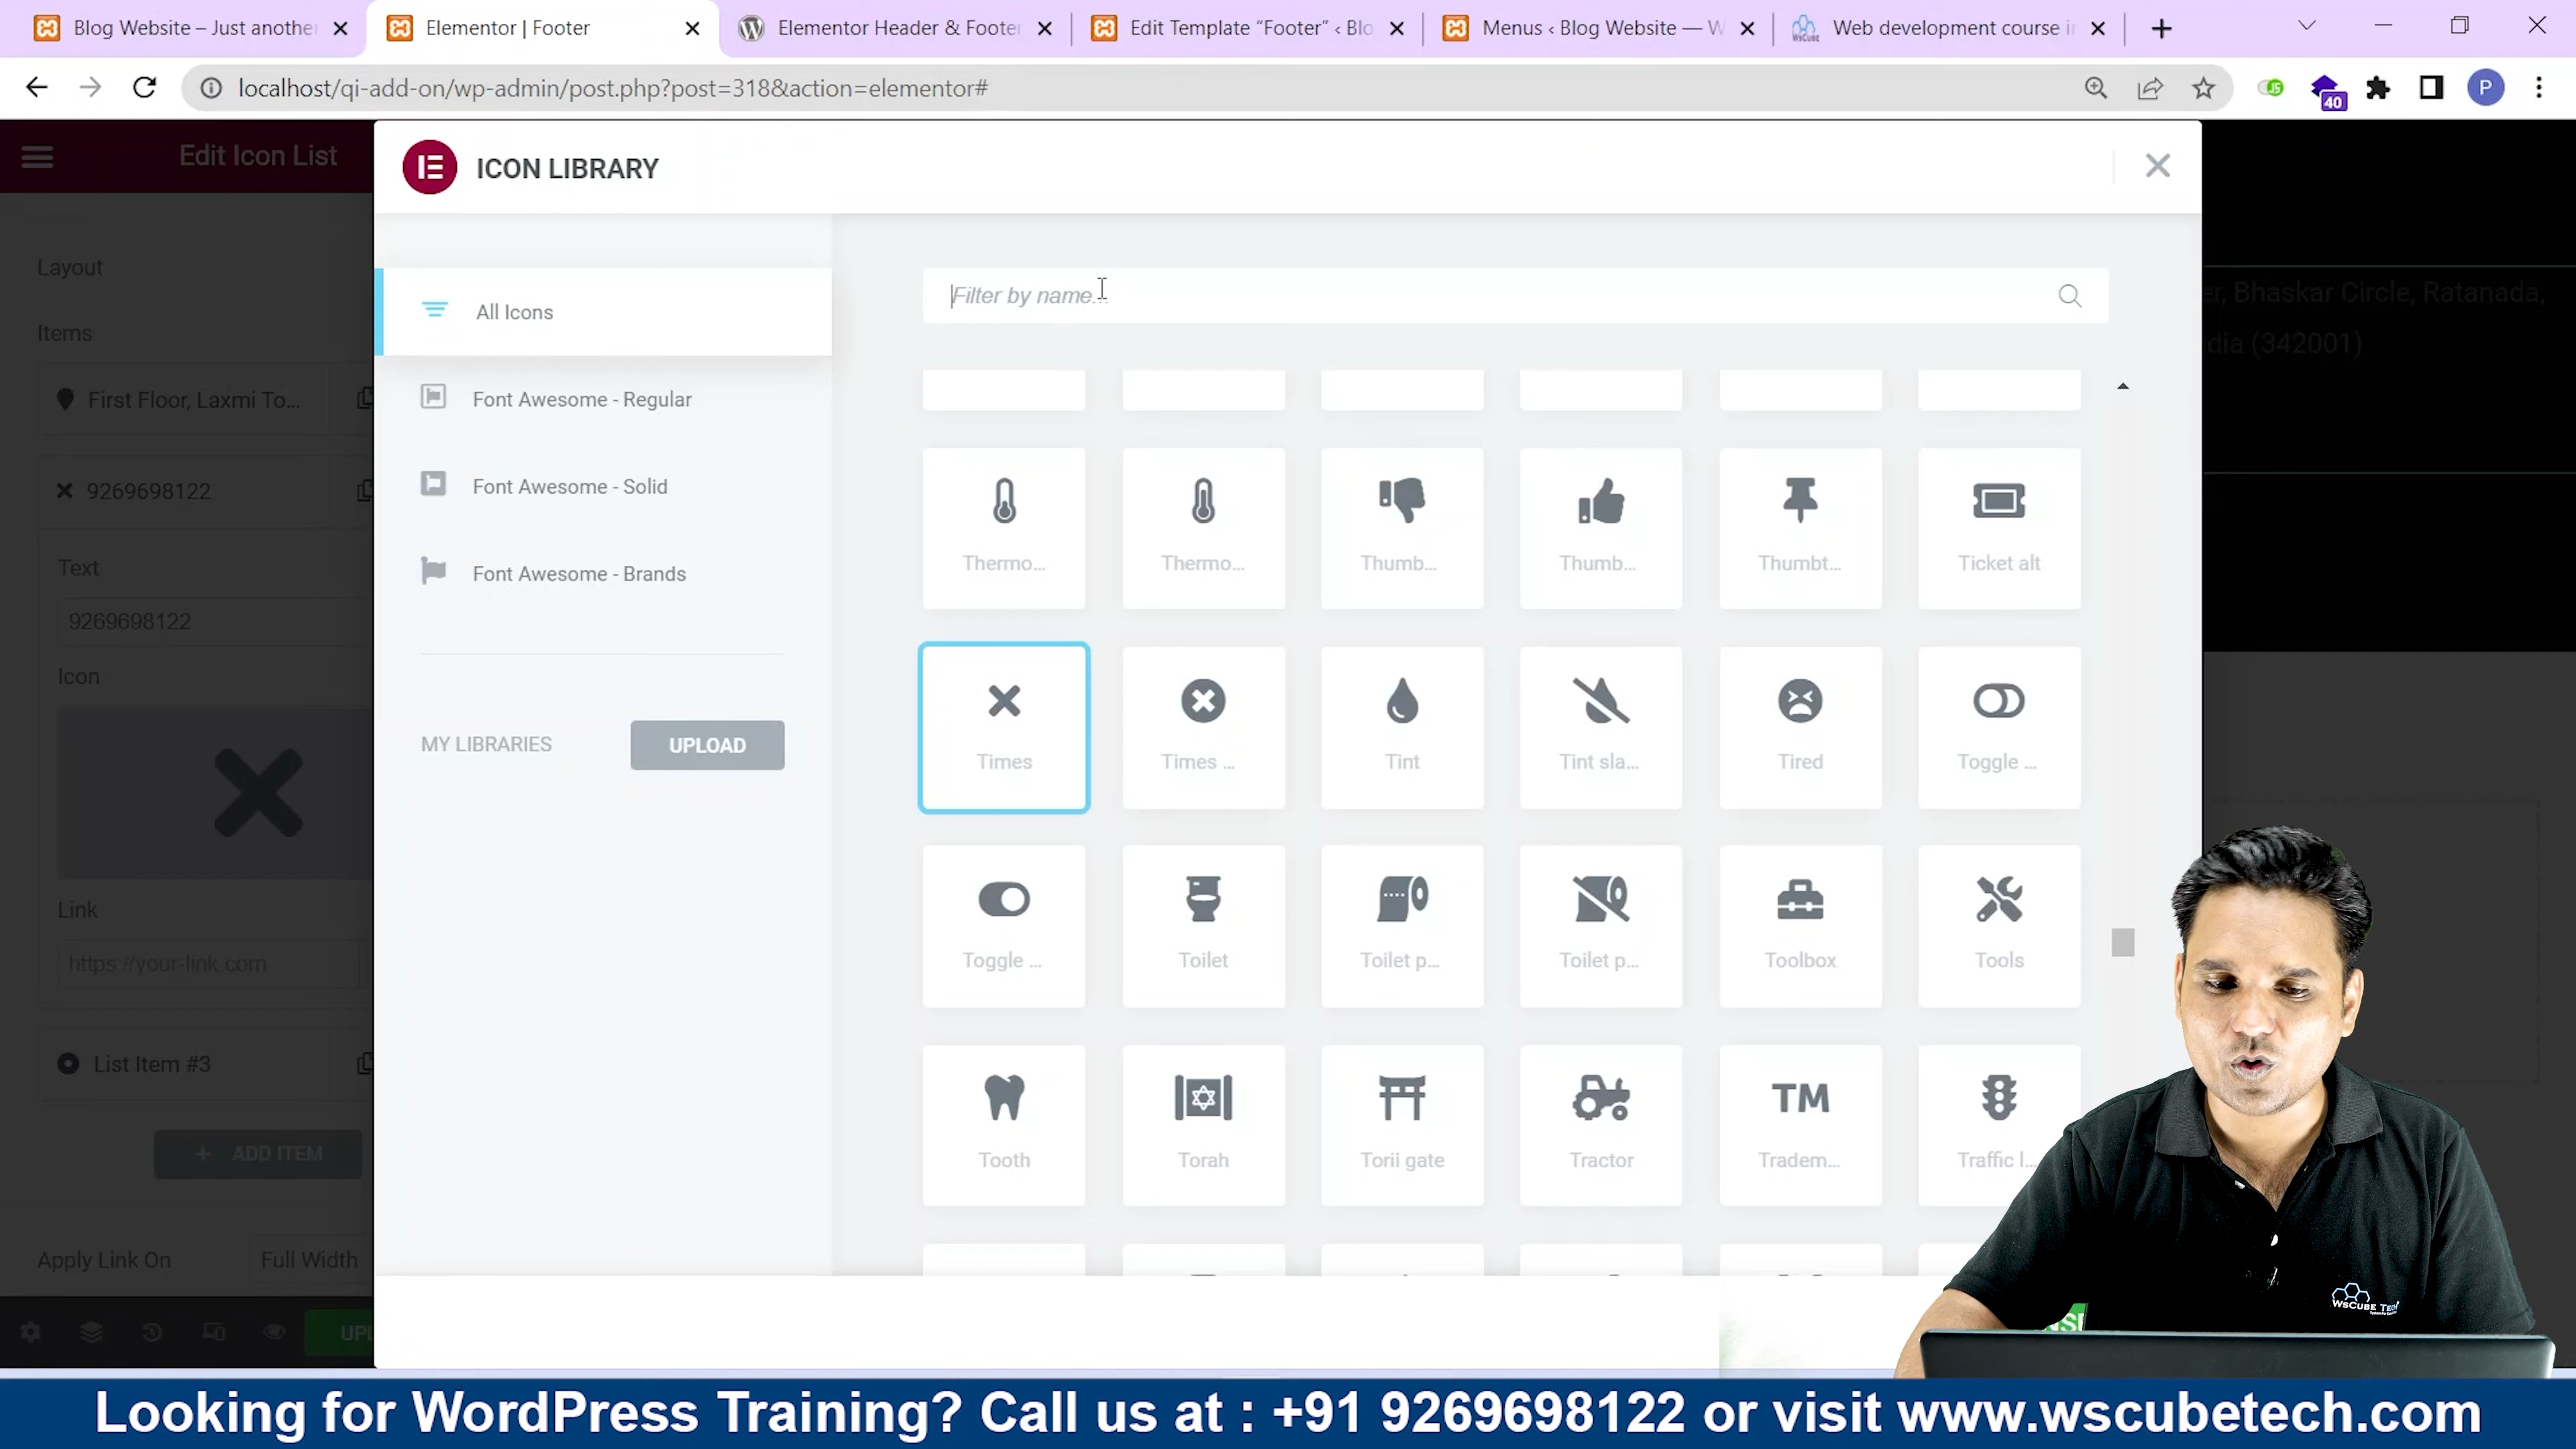 Blog Website – Just another
Elementor | Footer
Elementor Header & Footer
Edit Template “Footer” ‹ Blo
Menus ‹ Blog Website — W
Web development course in
localhost/qi-add-on/wp-admin/post.php?post=318&action=elementor#
40
P
Edit Icon List
ICON LIBRARY
Layout
Items
First Floor, Laxmi To...
9269698122
Text
9269698122
Icon
Link
https://your-link.com
List Item #3
+ ADD ITEM
Apply Link On
Full Width
All Icons
Font Awesome - Regular
Font Awesome - Solid
Font Awesome - Brands
MY LIBRARIES
UPLOAD
Filter by name...
Thermo...
Thermo...
Thumb...
Thumb...
Thumbt...
Ticket alt
Times
Times ...
Tint
Tint sla...
Tired
Toggle ...
Toggle ...
Toilet
Toilet p...
Toilet p...
Toolbox
Tools
Tooth
Torah
Torii gate
Tractor
TM
Tradem...
Traffic l...
Bhaskar Circle, Ratanada,
(342001)
WsCube Tech
Looking for WordPress Training? Call us at : +91 9269698122 or visit www.wscubetech.com